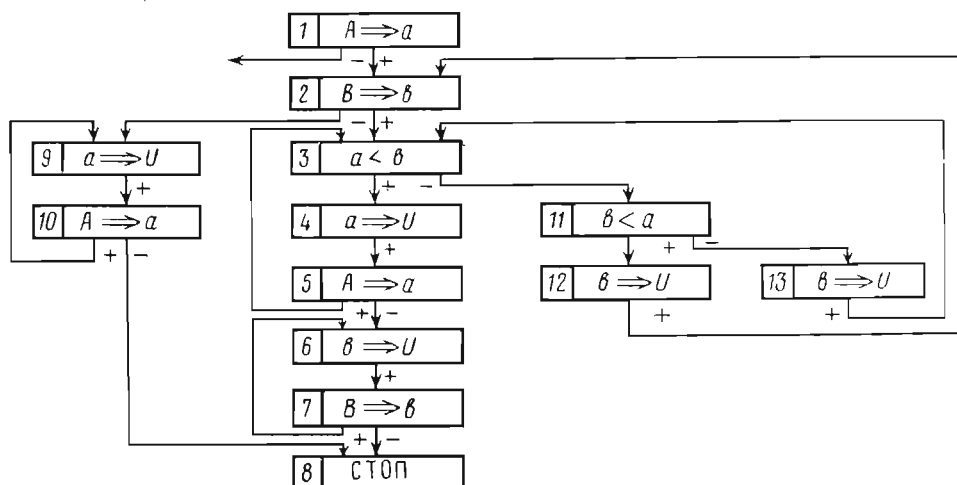 1 A ⟹ a
− +
2 B ⟹ в
− +
9 a ⟹ U
3 a < в
+
+ −
10 A ⟹ a
4 a ⟹ U
11 в < a
+ −
+
+ −
5 A ⟹ a
12 в ⟹ U
13 в ⟹ U
+ −
+
+
6 в ⟹ U
+
7 B ⟹ в
+ −
8 СТОП